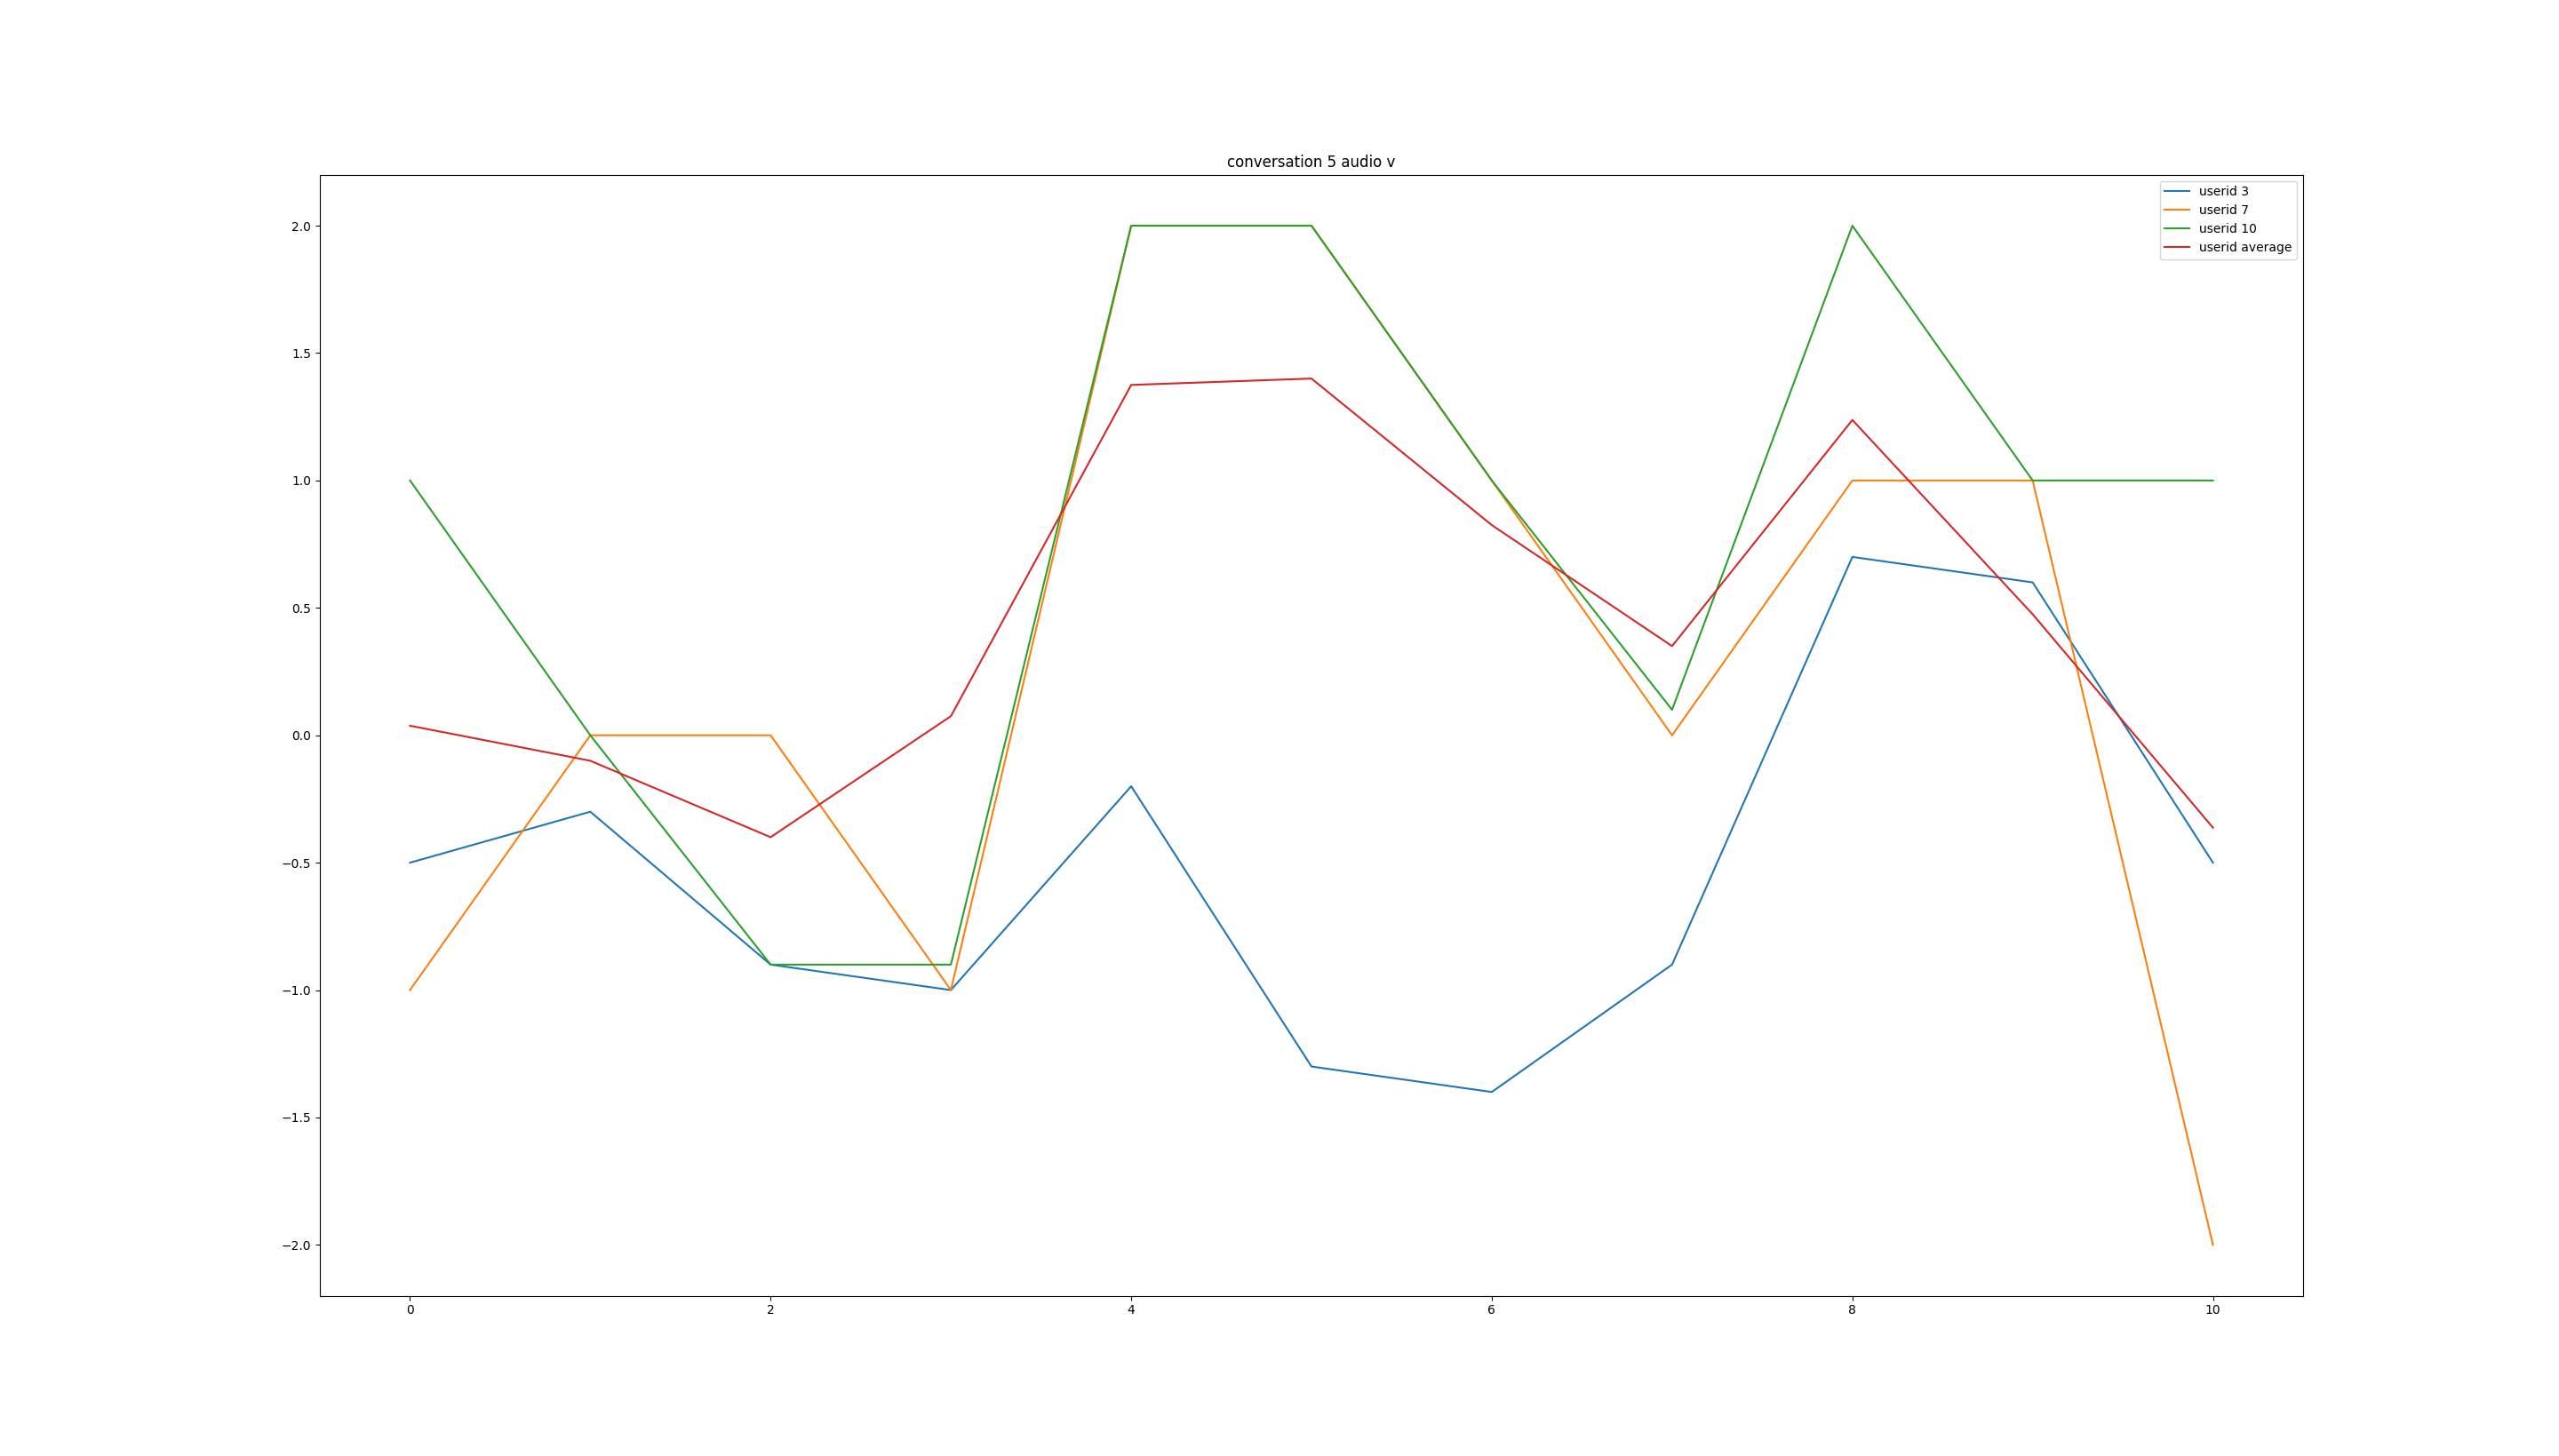 conversation 5 audio v
userid 3
userid 7
userid 10
userid average
2.0
1.5
1.0
0.5
0.0
−0.5
−1.0
−1.5
−2.0
0 2 4 6 8 10